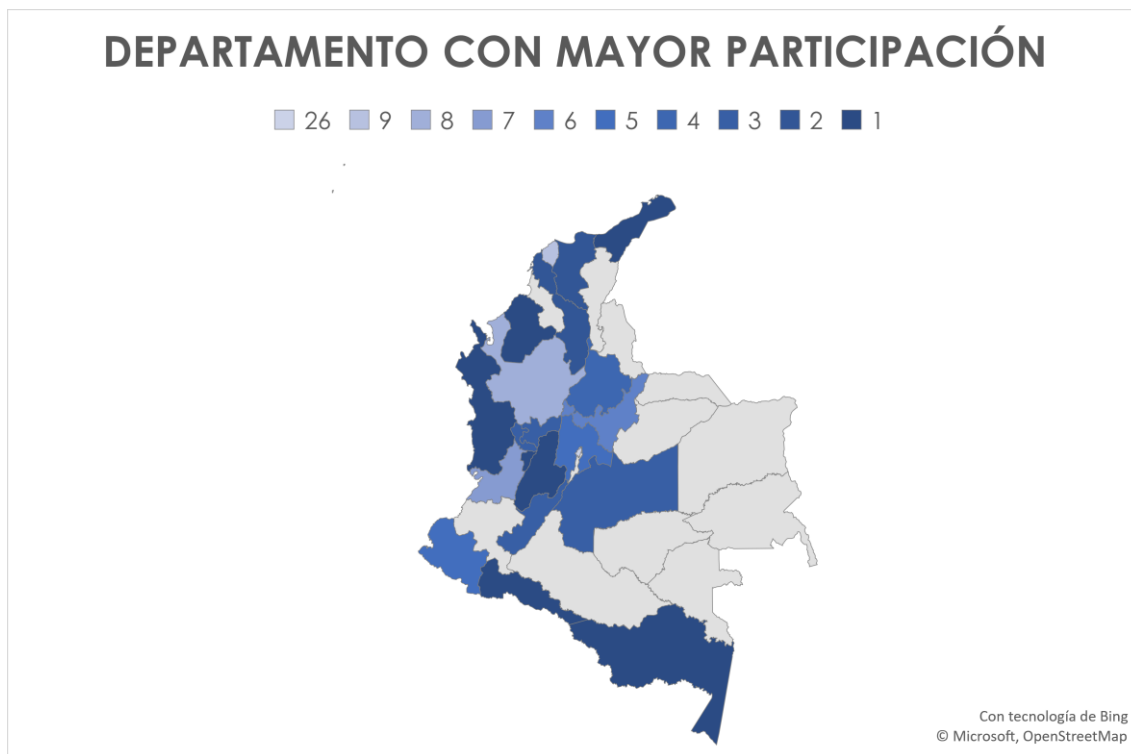 DEPARTAMENTO CON MAYOR PARTICIPACIÓN
26 9 8 7 6 5 4 3 2 1
Con tecnología de Bing
© Microsoft, OpenStreetMap